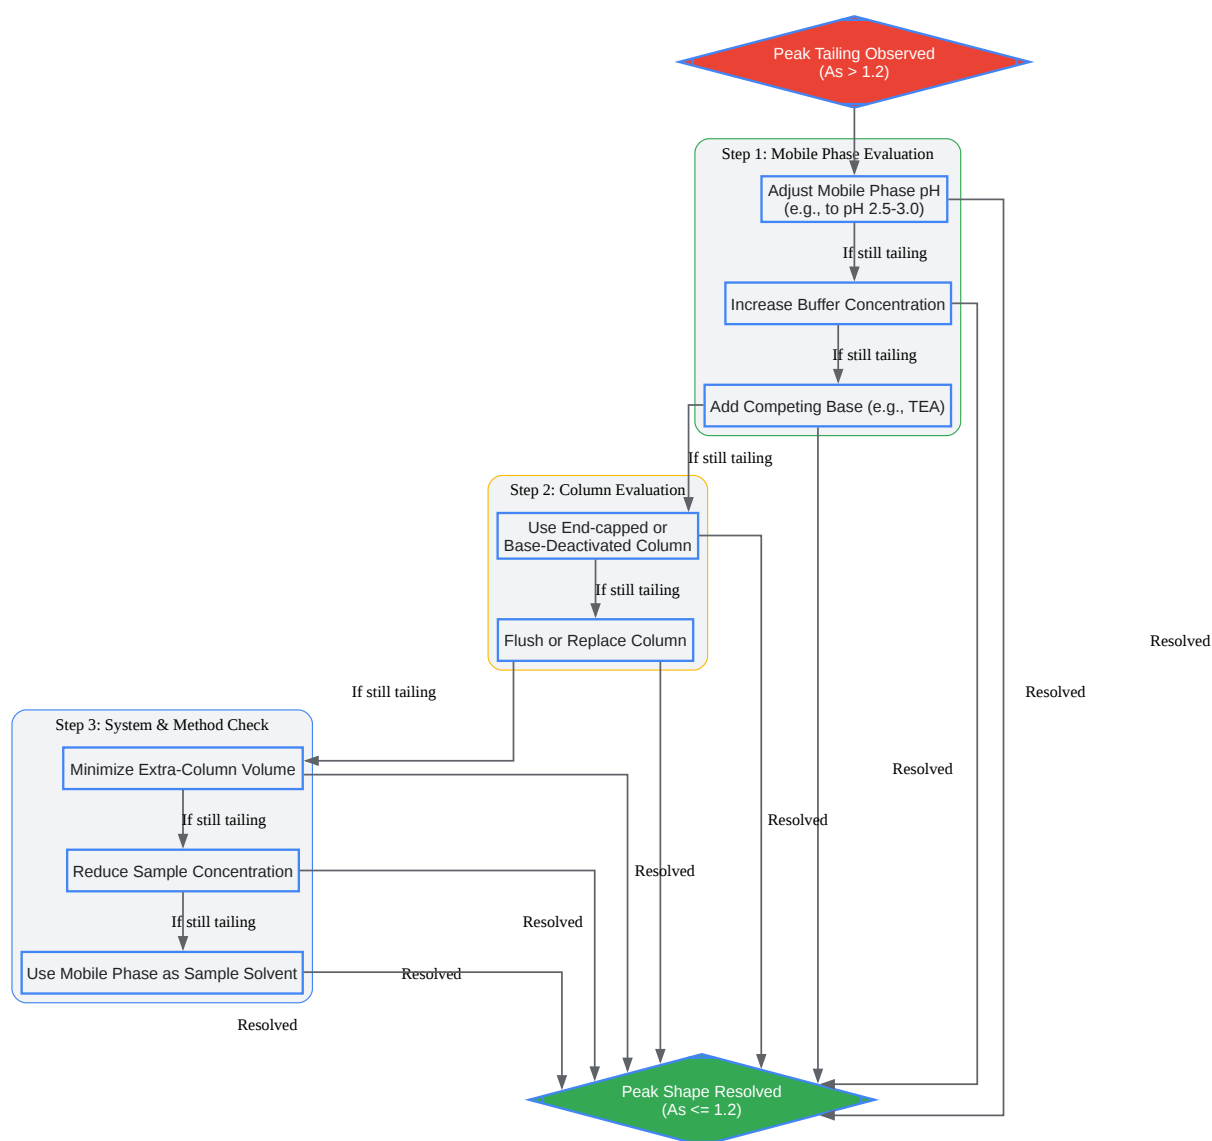 Peak Tailing Observed
(As > 1.2)
Step 1: Mobile Phase Evaluation
Adjust Mobile Phase pH
(e.g., to pH 2.5-3.0)
If still tailing
Increase Buffer Concentration
If still tailing
Add Competing Base (e.g., TEA)
If still tailing
Step 2: Column Evaluation
Use End-capped or
Base-Deactivated Column
If still tailing
Flush or Replace Column
Resolved
If still tailing
Resolved
Step 3: System & Method Check
Minimize Extra-Column Volume
Resolved
If still tailing
Resolved
Reduce Sample Concentration
Resolved
If still tailing
Resolved
Use Mobile Phase as Sample Solvent
Resolved
Resolved
Peak Shape Resolved
(As <= 1.2)